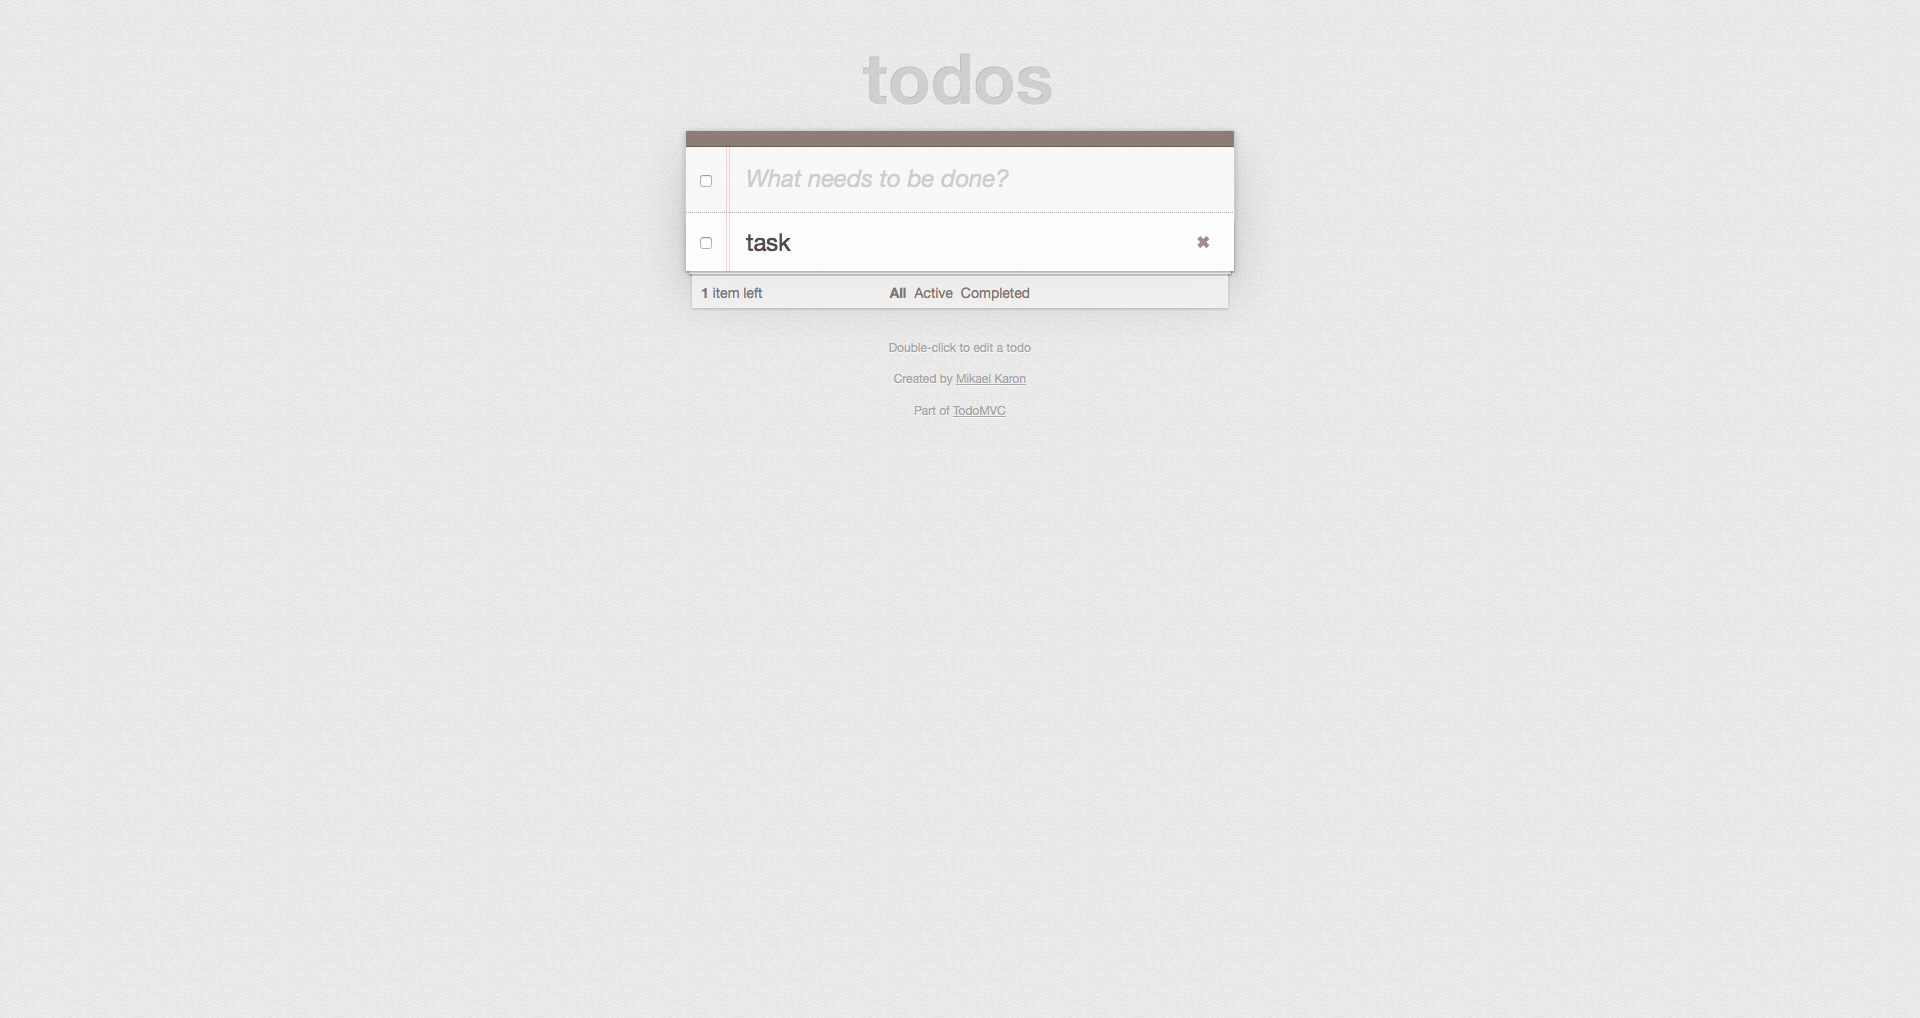 todos
What needs to be done?
task ✖
1 item left All Active Completed
Double-click to edit a todo
Created by Mikael Karon
Part of TodoMVC